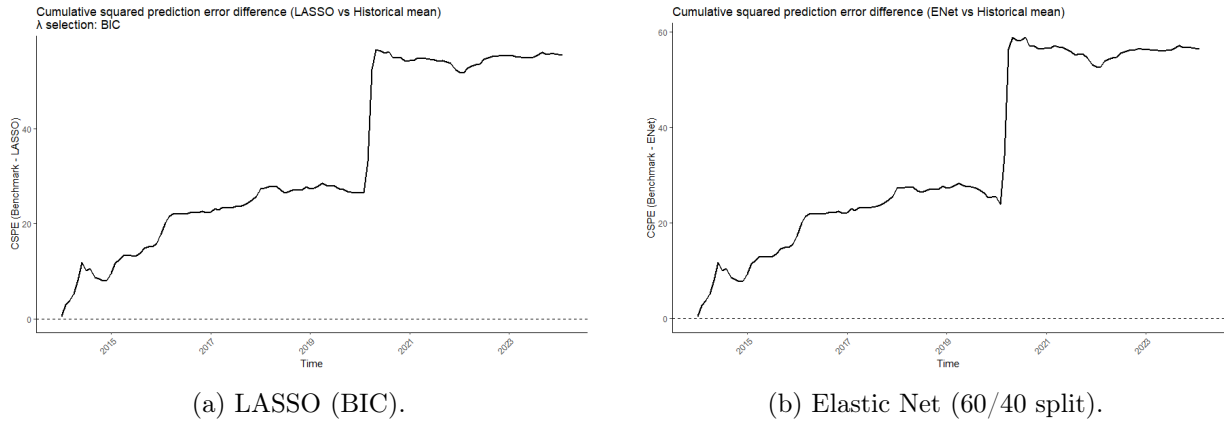 Cumulative squared prediction error difference (LASSO vs Historical mean)
λ selection: BIC
CSPE (Benchmark - LASSO)
40
20
0
2015
2017
2019
2021
2023
Time
(a) LASSO (BIC).
Cumulative squared prediction error difference (ENet vs Historical mean)
CSPE (Benchmark - ENet)
60
40
20
0
2015
2017
2019
2021
2023
Time
(b) Elastic Net (60/40 split).